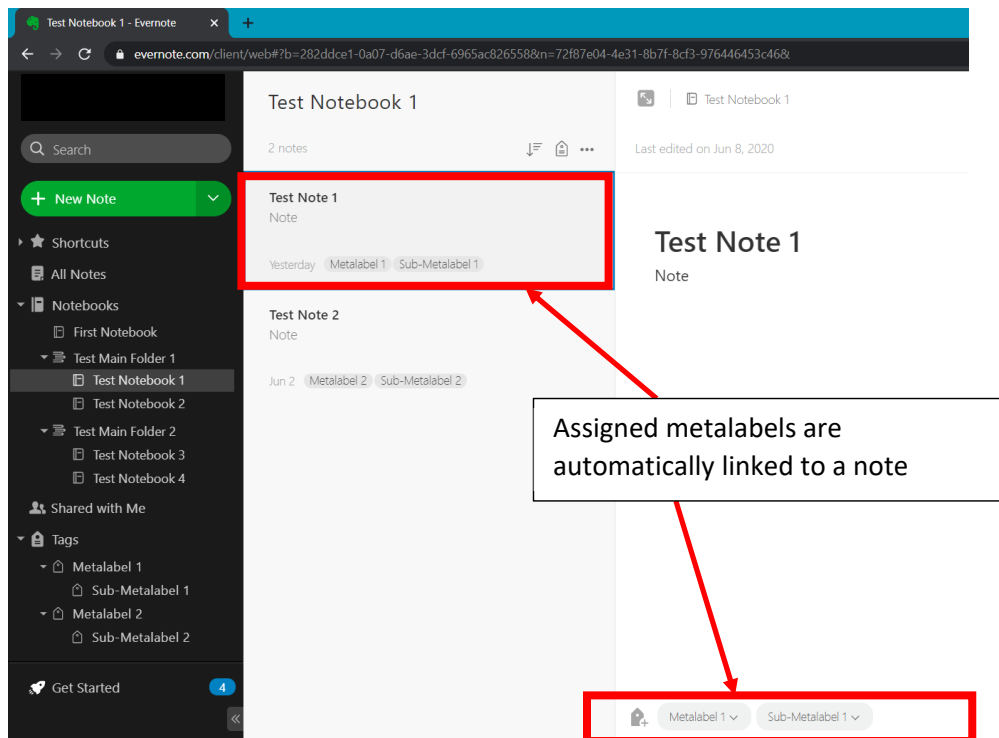 Test Notebook 1 - Evernote
evernote.com/client/web#?b=282ddce1-0a07-d6ae-3dcf-6965ac826558&n=72f87e04-4e31-8b7f-8cf3-976446453c46&
Search
New Note
Shortcuts
All Notes
Notebooks
First Notebook
Test Main Folder 1
Test Notebook 1
Test Notebook 2
Test Main Folder 2
Test Notebook 3
Test Notebook 4
Shared with Me
Tags
Metalabel 1
Sub-Metalabel 1
Metalabel 2
Sub-Metalabel 2
Get Started 4
Test Notebook 1
2 notes
Test Note 1
Note
Yesterday Metalabel 1 Sub-Metalabel 1
Test Note 2
Note
Jun 2 Metalabel 2 Sub-Metalabel 2
Test Notebook 1
Last edited on Jun 8, 2020
Test Note 1
Note
Assigned metalabels are
automatically linked to a note
Metalabel 1 Sub-Metalabel 1